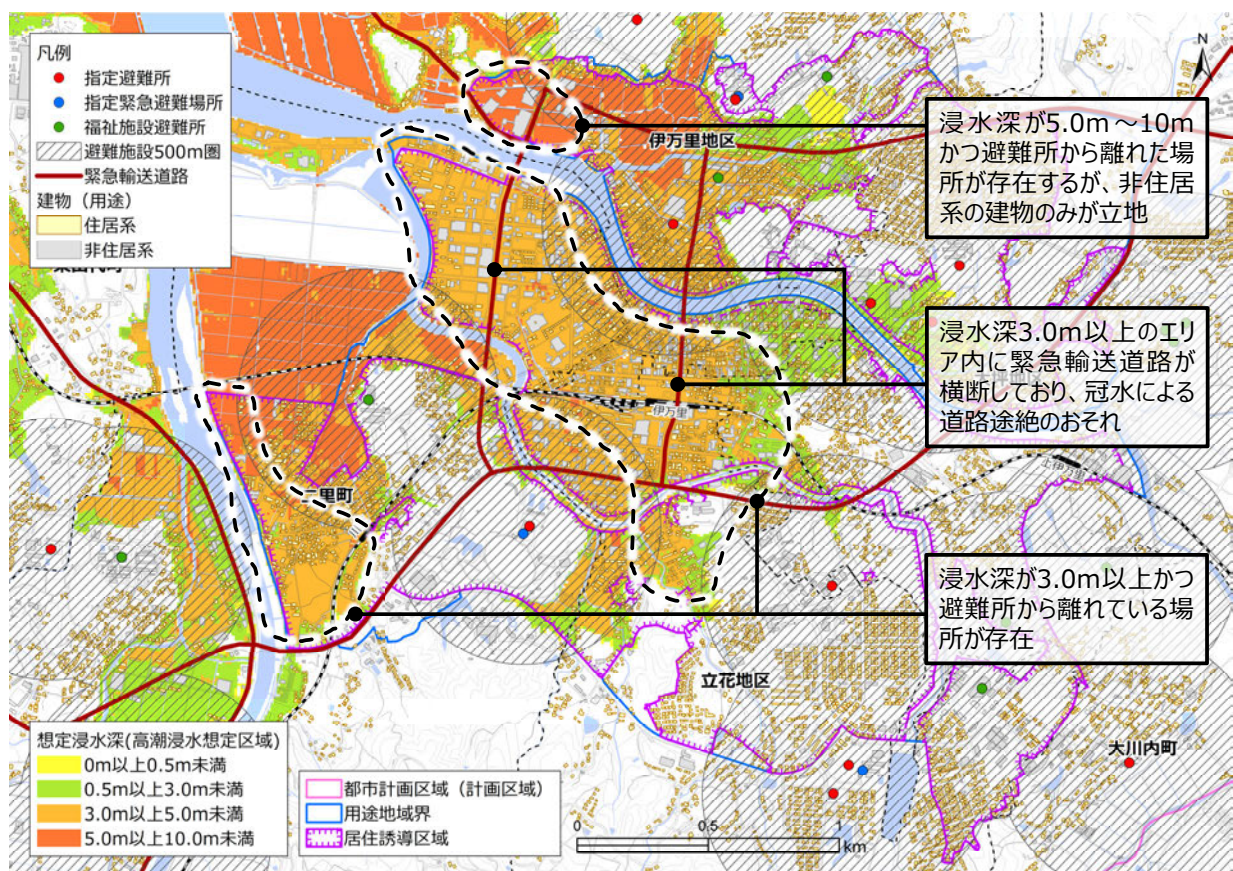 凡例
指定避難所
指定緊急避難場所
福祉施設避難所
避難施設500m圏
緊急輸送道路
建物（用途）
住居系
非住居系
N
伊万里地区
浸水深が5.0m～10m
かつ避難所から離れた場
所が存在するが、非住居
系の建物のみが立地
浸水深3.0m以上のエリ
ア内に緊急輸送道路が
横断しており、冠水による
道路途絶のおそれ
伊万里
上伊万里
二里町
浸水深が3.0m以上かつ
避難所から離れている場
所が存在
立花地区
大川内町
想定浸水深(高潮浸水想定区域)
0m以上0.5m未満
0.5m以上3.0m未満
3.0m以上5.0m未満
5.0m以上10.0m未満
都市計画区域（計画区域）
用途地域界
居住誘導区域
0 0.5 1
km